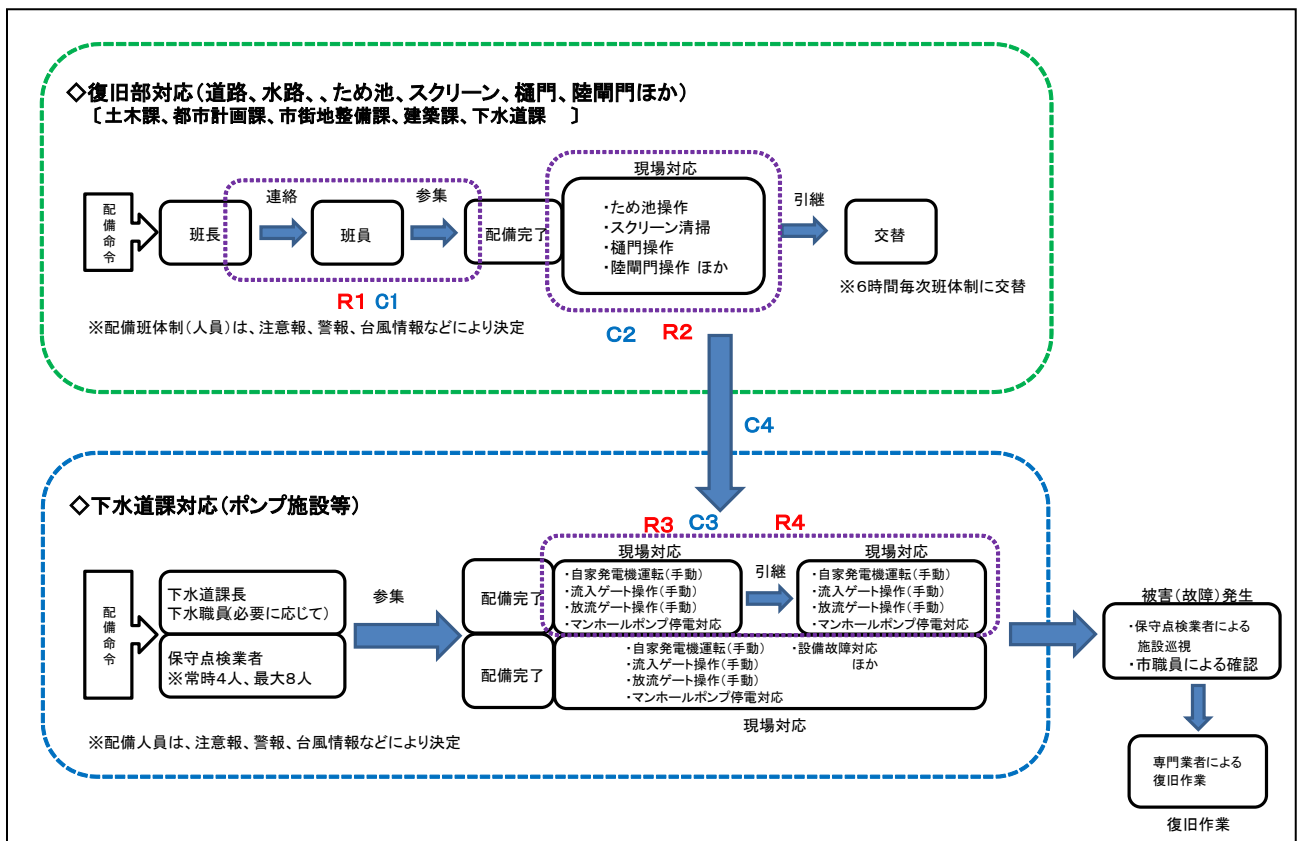 ◇復旧部対応(道路、水路、、ため池、スクリーン、樋門、陸閘門ほか)
〔 土木課、都市計画課、市街地整備課、建築課、下水道課 〕
配備命令
班長
連絡
班員
参集
配備完了
現場対応
・ため池操作
・スクリーン清掃
・樋門操作
・陸閘門操作 ほか
引継
交替
※6時間毎次班体制に交替
R1 C1
※配備班体制(人員)は、注意報、警報、台風情報などにより決定
C2 R2
C4
◇下水道課対応(ポンプ施設等)
R3 C3 R4
配備命令
下水道課長
下水職員(必要に応じて)
保守点検業者
※常時4人、最大8人
参集
配備完了
現場対応
・自家発電機運転(手動)
・流入ゲート操作(手動)
・放流ゲート操作(手動)
・マンホールポンプ停電対応
引継
現場対応
・自家発電機運転(手動)
・流入ゲート操作(手動)
・放流ゲート操作(手動)
・マンホールポンプ停電対応
配備完了
・自家発電機運転(手動) ・設備故障対応
・流入ゲート操作(手動) ほか
・放流ゲート操作(手動)
・マンホールポンプ停電対応
現場対応
※配備人員は、注意報、警報、台風情報などにより決定
被害(故障)発生
・保守点検業者による
施設巡視
・市職員による確認
専門業者による
復旧作業
復旧作業